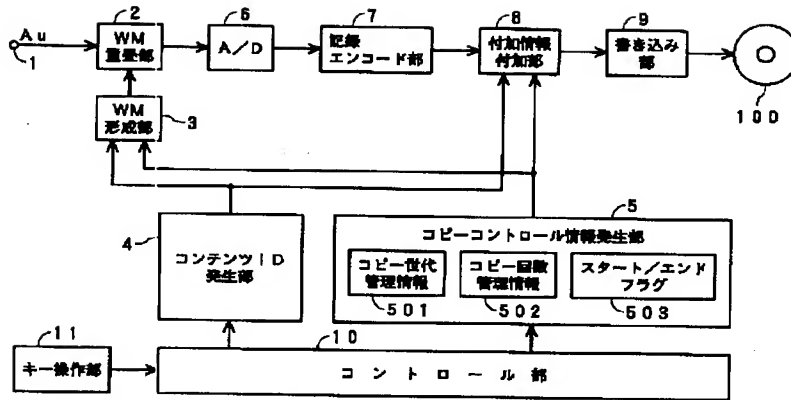 2
6
7
8
9
Au
1
WM
重畳部
A/D
記録
エンコード部
付加情報
付加部
書き込み
部
100
WM
形成部
3
4
コンテンツID
発生部
5
コピーコントロール情報発生部
コピー世代
管理情報
コピー回数
管理情報
スタート/エンド
フラグ
501
502
503
11
キー操作部
10
コントロール部